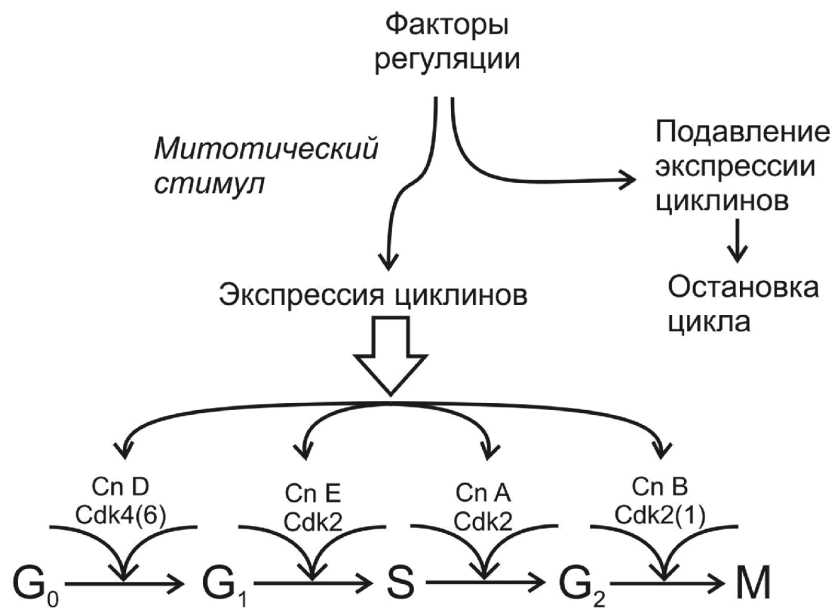 Факторы
регуляции
Митотический
стимул
Подавление
экспрессии
циклинов
Экспрессия циклинов
Остановка
цикла
Cn D
Cdk4(6)
Cn E
Cdk2
Cn A
Cdk2
Cn B
Cdk2(1)
G₀ G₁ S G₂ M